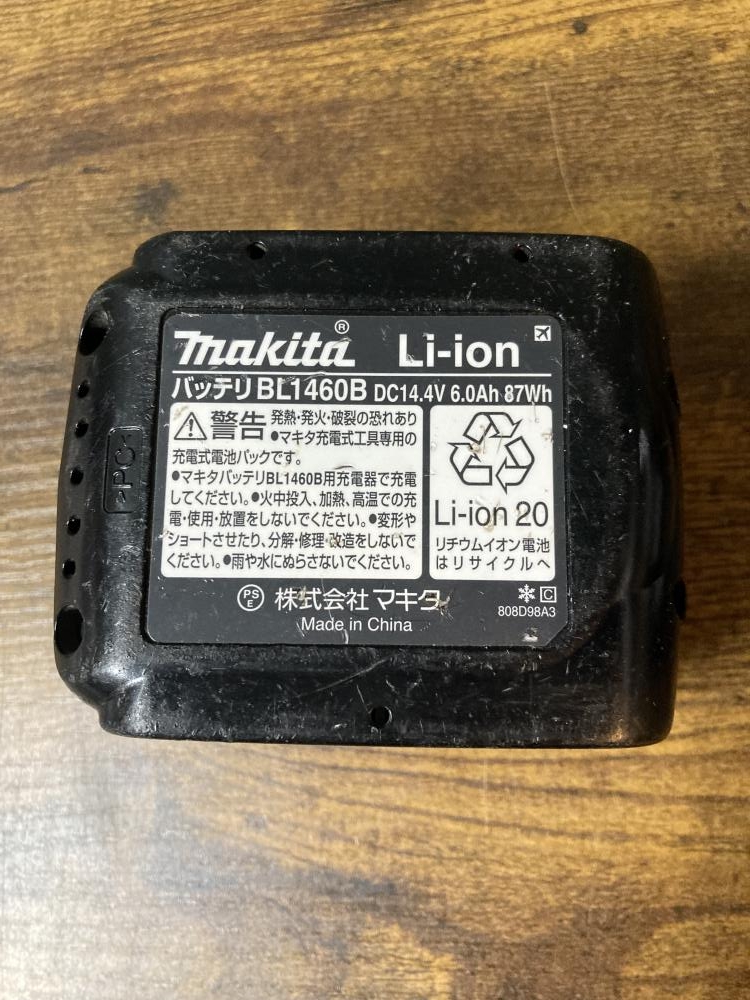 makita® Li-ion
バッテリ BL1460B DC14.4V 6.0Ah 87Wh
警告 発熱・発火・破裂の恐れあり
●マキタ充電式工具専用の
充電式電池パックです。
●マキタバッテリBL1460B用充電器で充電
してください。●火中投入、加熱、高温での充
電・使用・放置をしないでください。●変形や
ショートさせたり、分解・修理・改造をしないで
ください。●雨や水にぬらさないでください。
Li-ion 20
リチウムイオン電池
はリサイクルへ
PSE 株式会社 マキタ
C
808D98A3
Made in China
>PC<